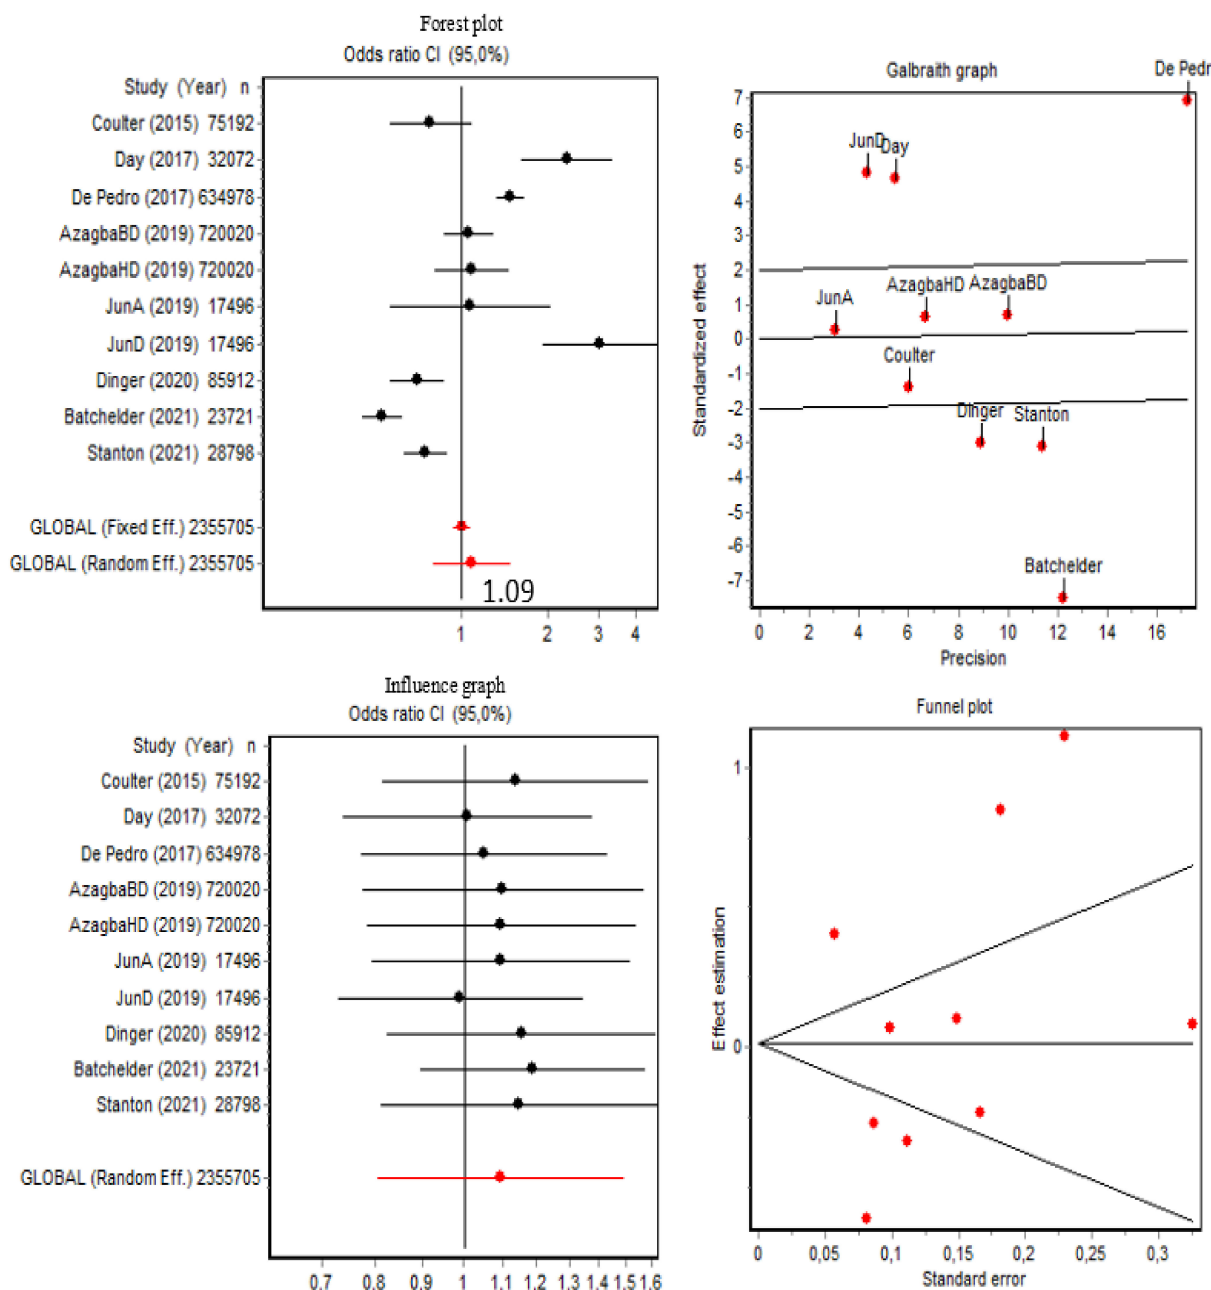 Forest plot
Odds ratio CI (95,0%)
Study (Year) n
Coulter (2015) 75192
Day (2017) 32072
De Pedro (2017) 634978
AzagbaBD (2019) 720020
AzagbaHD (2019) 720020
JunA (2019) 17496
JunD (2019) 17496
Dinger (2020) 85912
Batchelder (2021) 23721
Stanton (2021) 28798
GLOBAL (Fixed Eff.) 2355705
GLOBAL (Random Eff.) 2355705
1.09
1 2 3 4
Galbraith graph
De Pedr
JunD Day
AzagbaHD AzagbaBD
JunA
Coulter
Dinger Stanton
Batchelder
Standardized effect
7
6
5
4
3
2
1
0
-1
-2
-3
-4
-5
-6
-7
0 2 4 6 8 10 12 14 16
Precision
Influence graph
Odds ratio CI (95,0%)
Study (Year) n
Coulter (2015) 75192
Day (2017) 32072
De Pedro (2017) 634978
AzagbaBD (2019) 720020
AzagbaHD (2019) 720020
JunA (2019) 17496
JunD (2019) 17496
Dinger (2020) 85912
Batchelder (2021) 23721
Stanton (2021) 28798
GLOBAL (Random Eff.) 2355705
0.7 0.8 0.9 1 1.1 1.2 1.3 1.4 1.5 1.6
Funnel plot
Effect estimation
1
0
0 0,05 0,1 0,15 0,2 0,25 0,3
Standard error